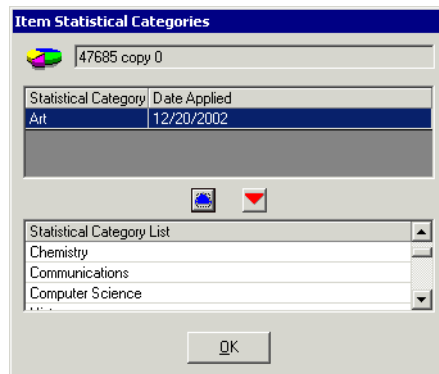 Item Statistical Categories
47685 copy 0
Statistical Category Date Applied
Art 12/20/2002
Statistical Category List
Chemistry
Communications
Computer Science
OK